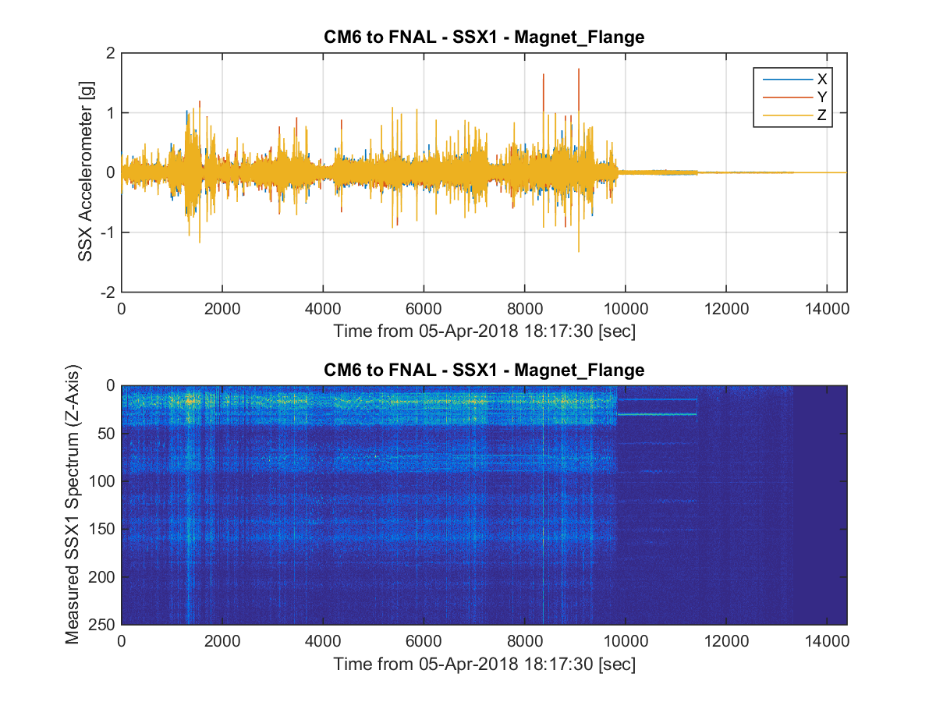 CM6 to FNAL - SSX1 - Magnet_Flange
SSX Accelerometer [g]
2
1
0
-1
-2
X
Y
Z
0 2000 4000 6000 8000 10000 12000 14000
Time from 05-Apr-2018 18:17:30 [sec]
CM6 to FNAL - SSX1 - Magnet_Flange
Measured SSX1 Spectrum (Z-Axis)
0
50
100
150
200
250
0 2000 4000 6000 8000 10000 12000 14000
Time from 05-Apr-2018 18:17:30 [sec]